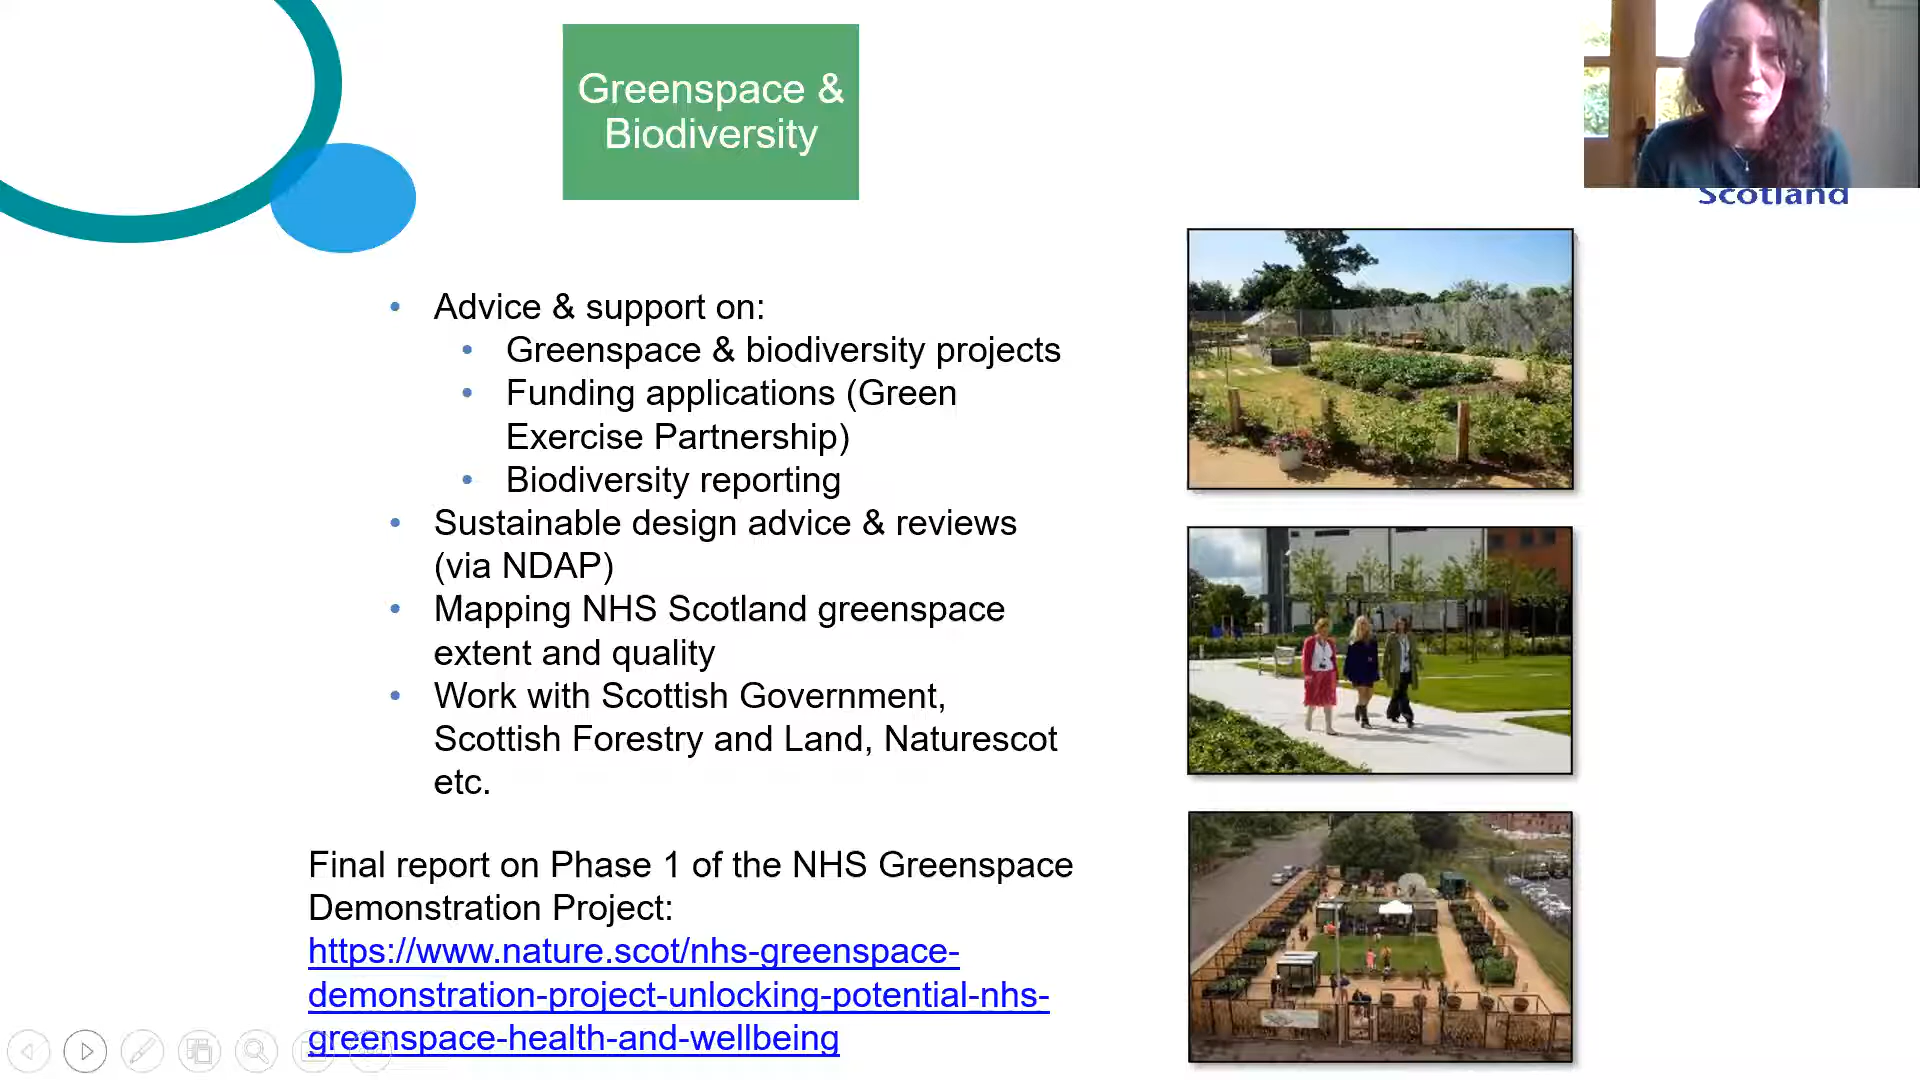 Greenspace &
Biodiversity
Scotland
• Advice & support on:
• Greenspace & biodiversity projects
• Funding applications (Green
Exercise Partnership)
• Biodiversity reporting
• Sustainable design advice & reviews
(via NDAP)
• Mapping NHS Scotland greenspace
extent and quality
• Work with Scottish Government,
Scottish Forestry and Land, Naturescot
etc.
Final report on Phase 1 of the NHS Greenspace
Demonstration Project:
https://www.nature.scot/nhs-greenspace-
demonstration-project-unlocking-potential-nhs-
greenspace-health-and-wellbeing